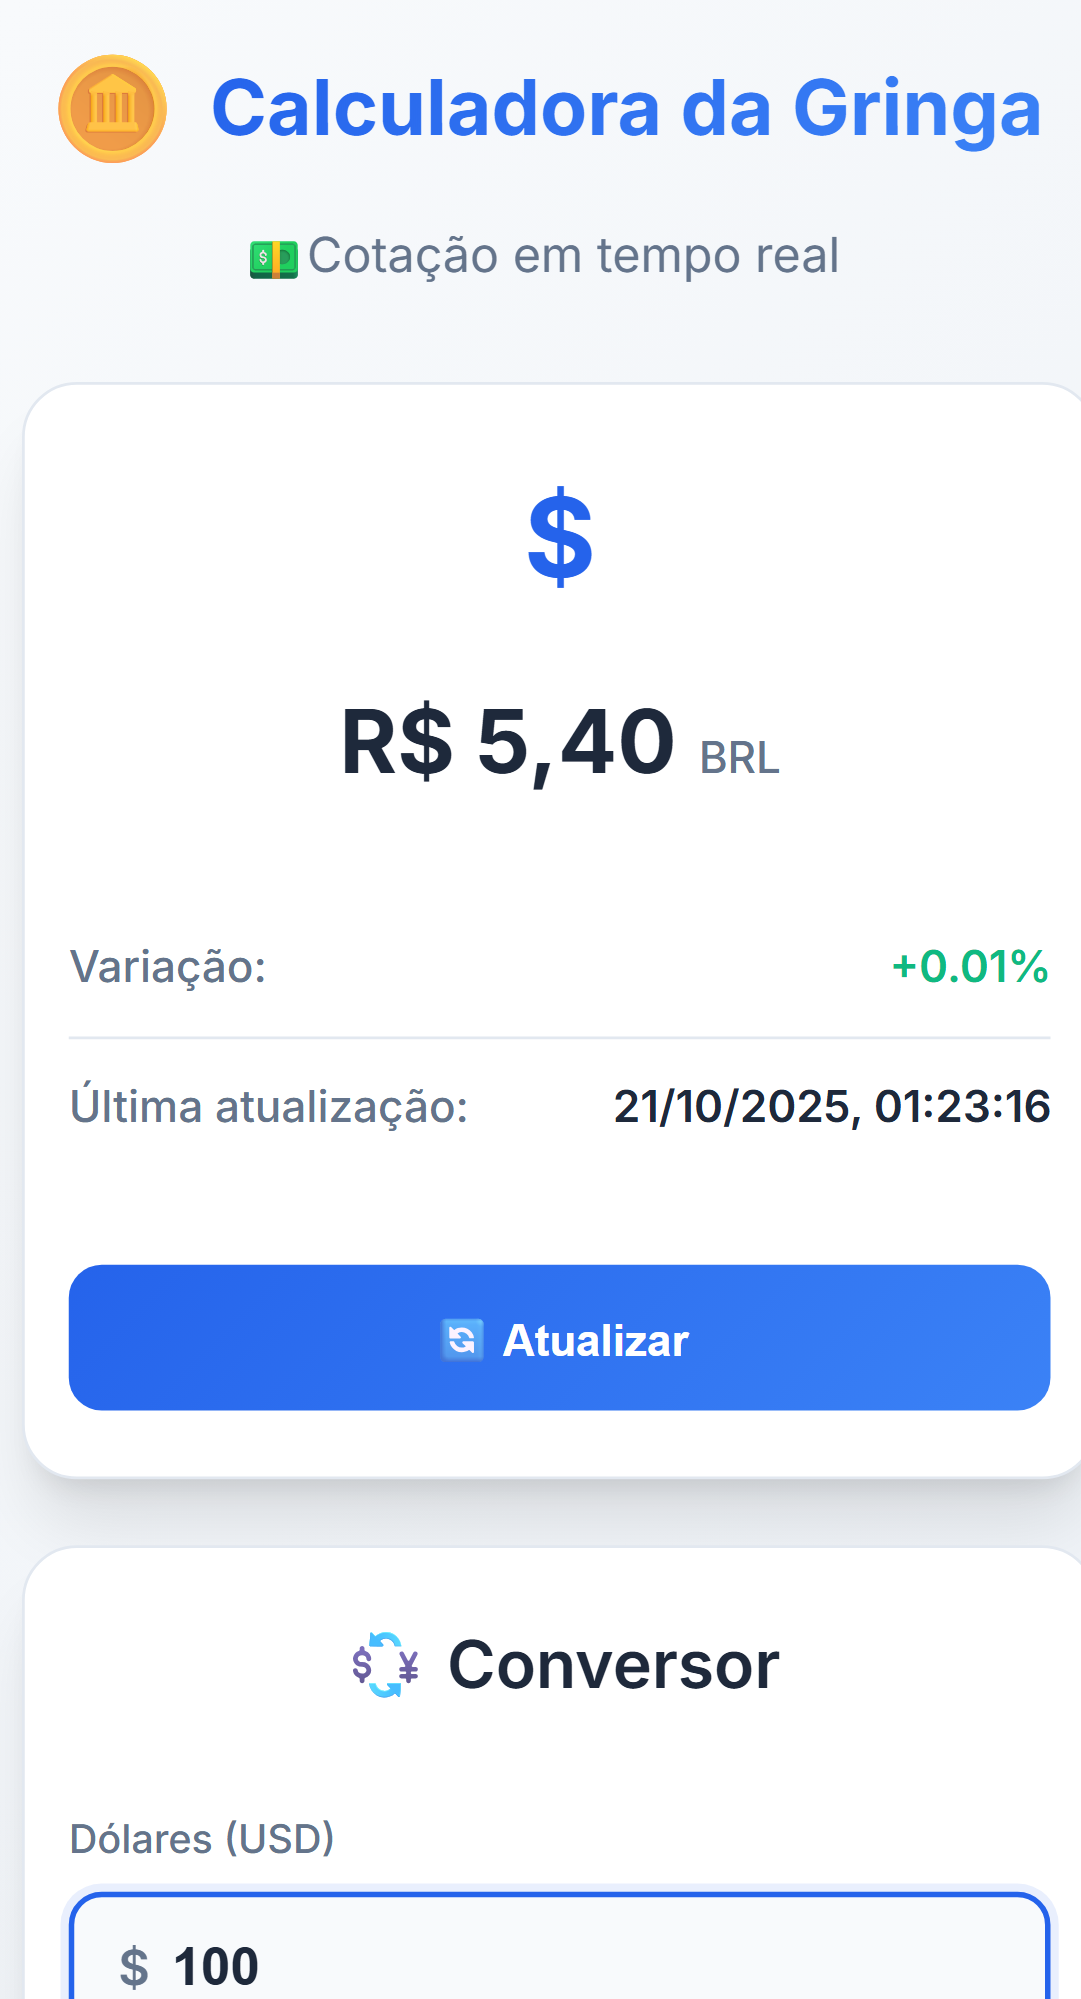 Calculadora da Gringa
Cotação em tempo real
$
R$ 5,40 BRL
Variação: +0.01%
Última atualização: 21/10/2025, 01:23:16
Atualizar
Conversor
Dólares (USD)
$ 100